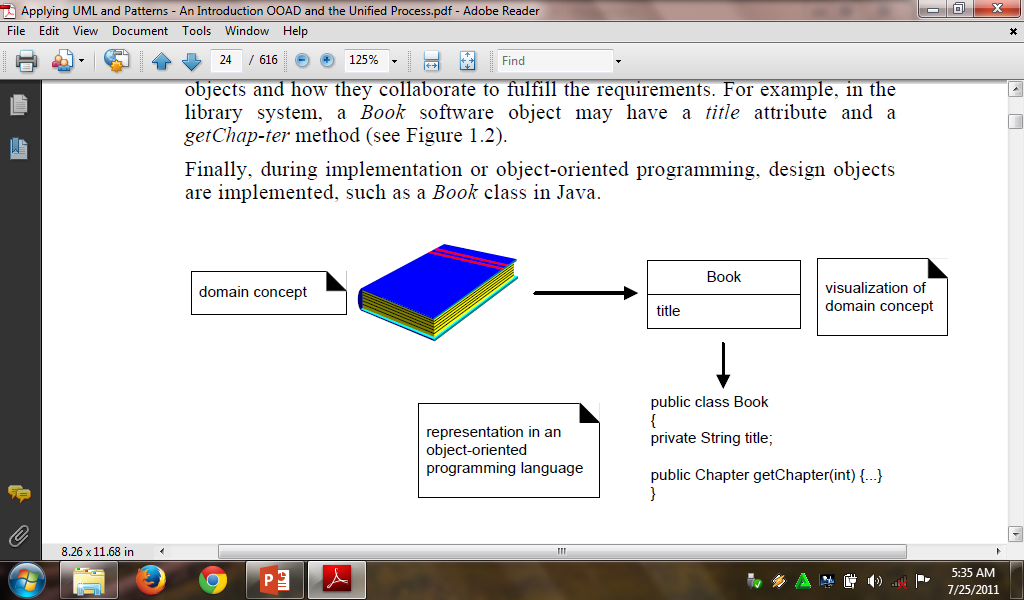 Applying UML and Patterns - An Introduction OOAD and the Unified Process.pdf - Adobe Reader
File Edit View Document Tools Window Help
24 / 616 125% Find
objects and how they collaborate to fulfill the requirements. For example, in the
library system, a Book software object may have a title attribute and a
getChap-ter method (see Figure 1.2).
Finally, during implementation or object-oriented programming, design objects
are implemented, such as a Book class in Java.
domain concept
Book
title
visualization of
domain concept
representation in an
object-oriented
programming language
public class Book
{
private String title;
public Chapter getChapter(int) {...}
}
8.26 x 11.68 in
5:35 AM
7/25/2011